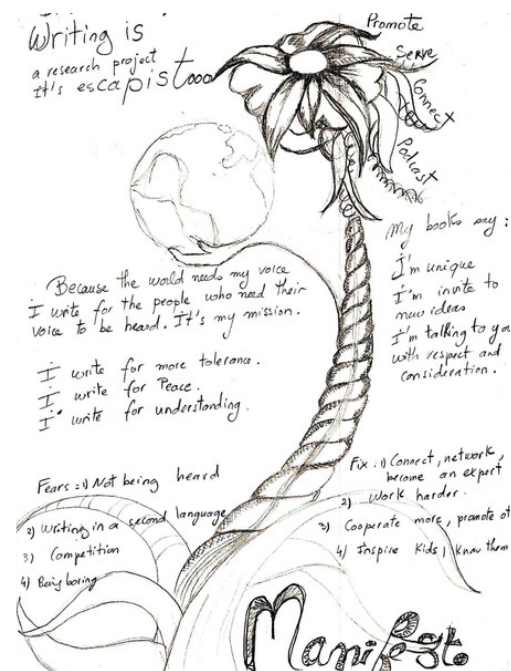 Writing is
a research project
It's escapistooo
Promote
Serve
Connect
Podcast
My books say :
I'm unique
I'm invite to
new ideas
I'm talking to you
with respect and
consideration.
Because the world needs my voice
I write for the people who need their
voice to be heard. It's my mission.
I write for more tolerance.
I write for Peace.
I write for understanding.
Fears : 1) Not being heard
2) Writing in a second language
3) Competition
4) Being boring
Fix : 1) Connect, network,
become an expert
2) Work harder.
3) Cooperate more, promote ot
4) Inspire kids, know them
Manifest.